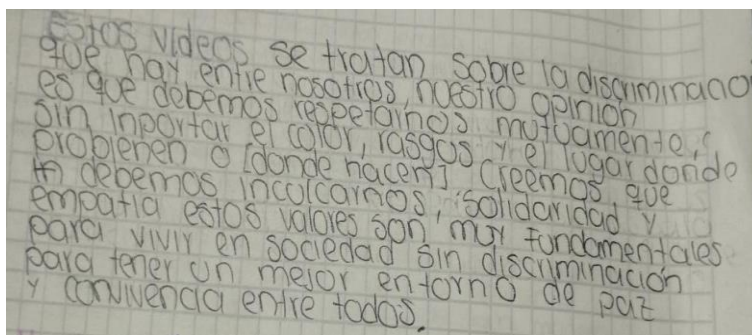 Estos videos se tratan sobre la discriminacio
que hay entre nosotros, nuestro opinion
es que debemos respetarnos mutuamente,
sin inportar el color, rasgos y el lugar donde
probienen o [donde nacen] Creemos que
debemos inculcarnos, solidaridad y
empatia estos valores son muy fundamentales
para vivir en sociedad sin discriminación
para tener un mejor entorno de paz
y convivencia entre todos.